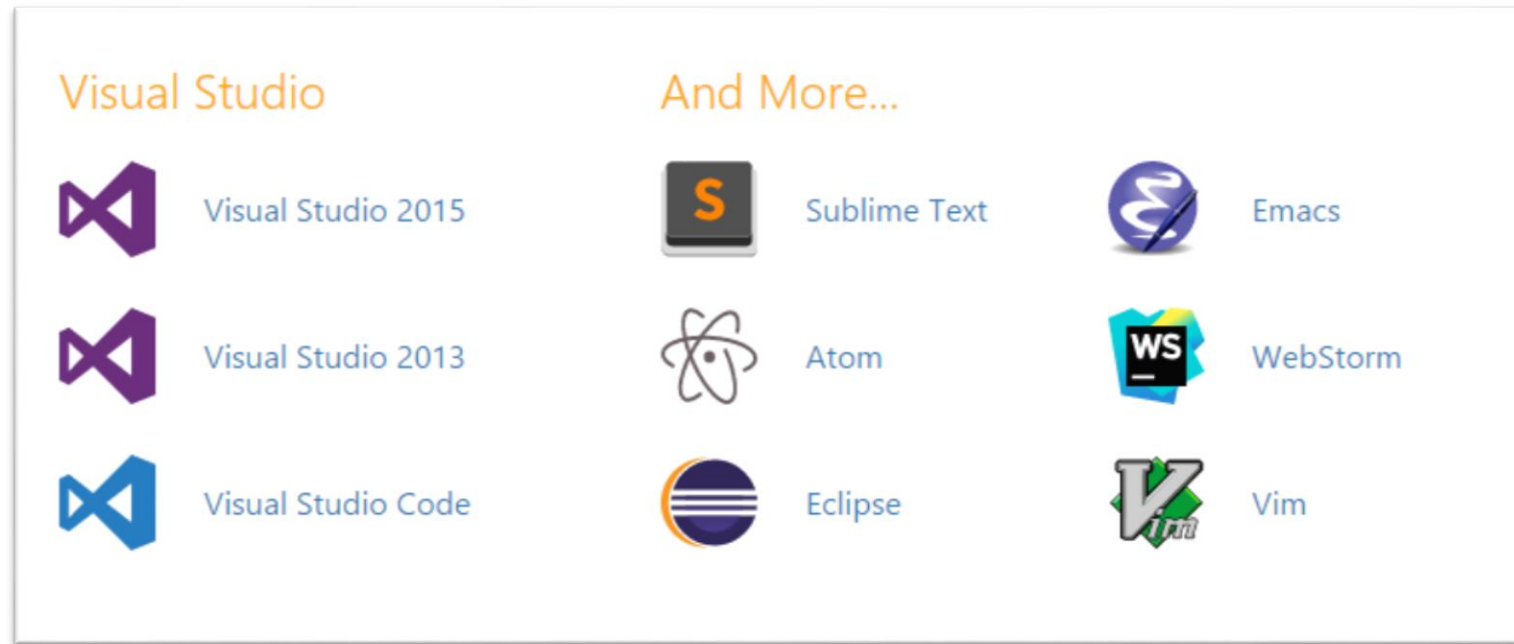 Visual Studio
Visual Studio 2015
Visual Studio 2013
Visual Studio Code
And More...
S
Sublime Text
Atom
Eclipse
Emacs
WS
WebStorm
Vim
Vim